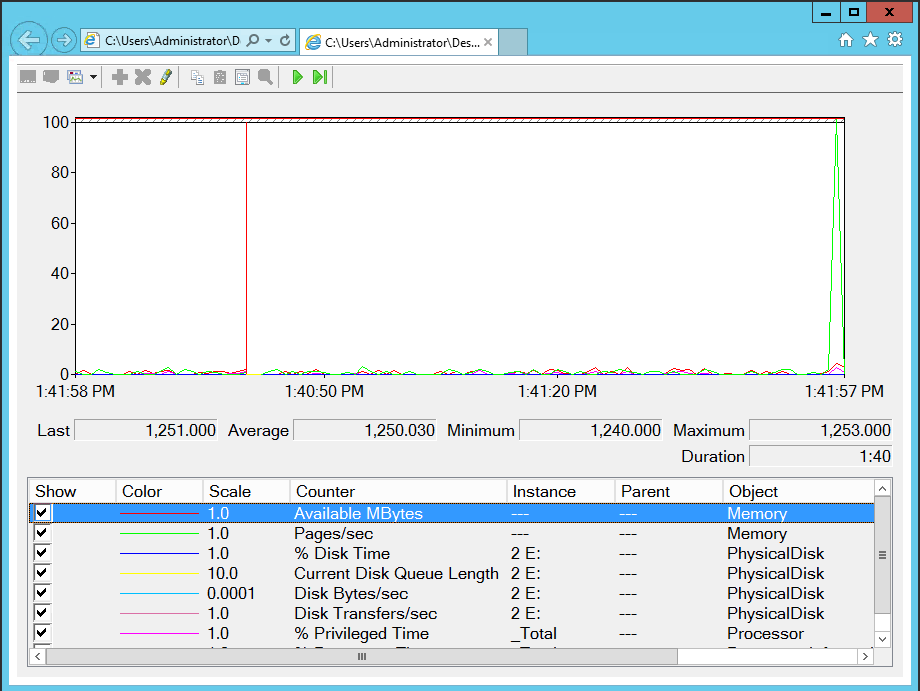 C:\Users\Administrator\D
C:\Users\Administrator\Des...
100
80
60
40
20
0
1:41:58 PM 1:40:50 PM 1:41:20 PM 1:41:57 PM
Last 1,251.000 Average 1,250.030 Minimum 1,240.000 Maximum 1,253.000
Duration 1:40
Show Color Scale Counter Instance Parent Object
1.0 Available MBytes --- --- Memory
1.0 Pages/sec --- --- Memory
1.0 % Disk Time 2 E: --- PhysicalDisk
10.0 Current Disk Queue Length 2 E: --- PhysicalDisk
0.0001 Disk Bytes/sec 2 E: --- PhysicalDisk
1.0 Disk Transfers/sec 2 E: --- PhysicalDisk
1.0 % Privileged Time _Total --- Processor